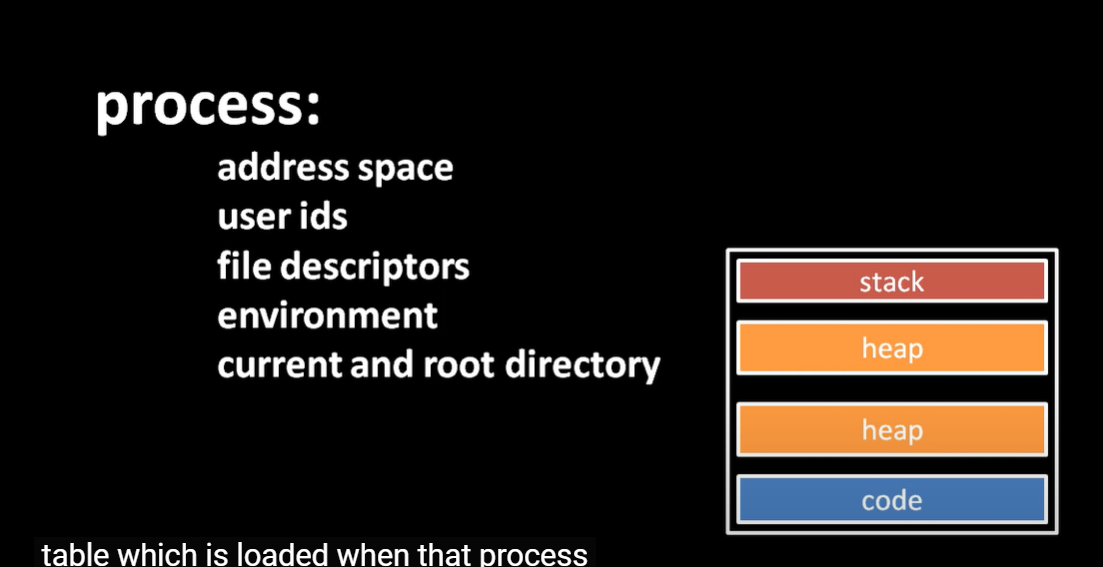 process:
address space
user ids
file descriptors
environment
current and root directory
stack
heap
heap
code
table which is loaded when that process